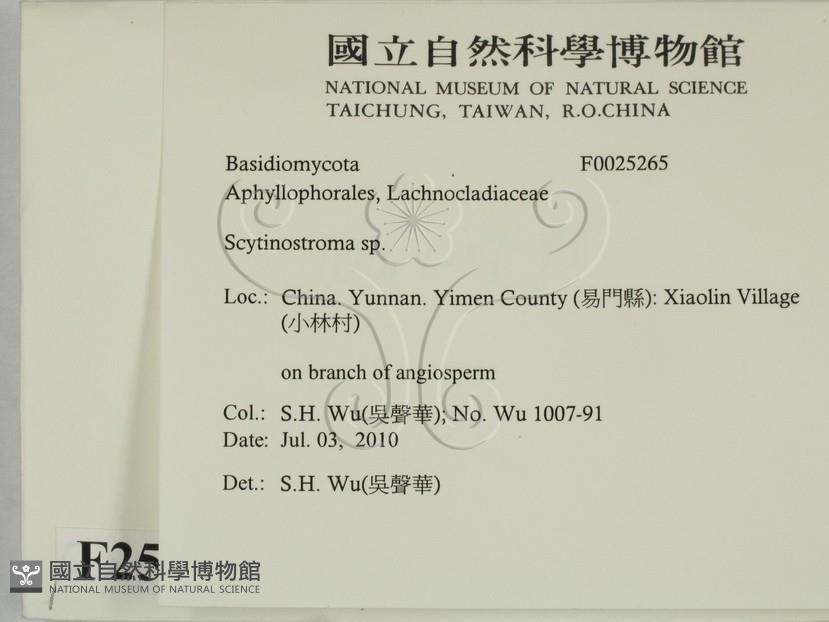 國立自然科學博物館
NATIONAL MUSEUM OF NATURAL SCIENCE
TAICHUNG, TAIWAN, R.O.CHINA
Basidiomycota F0025265
Aphyllophorales, Lachnocladiaceae
Scytinostroma sp.
Loc.: China. Yunnan. Yimen County (易門縣): Xiaolin Village
(小林村)
on branch of angiosperm
Col.: S.H. Wu(吳聲華); No. Wu 1007-91
Date: Jul. 03, 2010
Det.: S.H. Wu(吳聲華)
F25
國立自然科學博物館
NATIONAL MUSEUM OF NATURAL SCIENCE